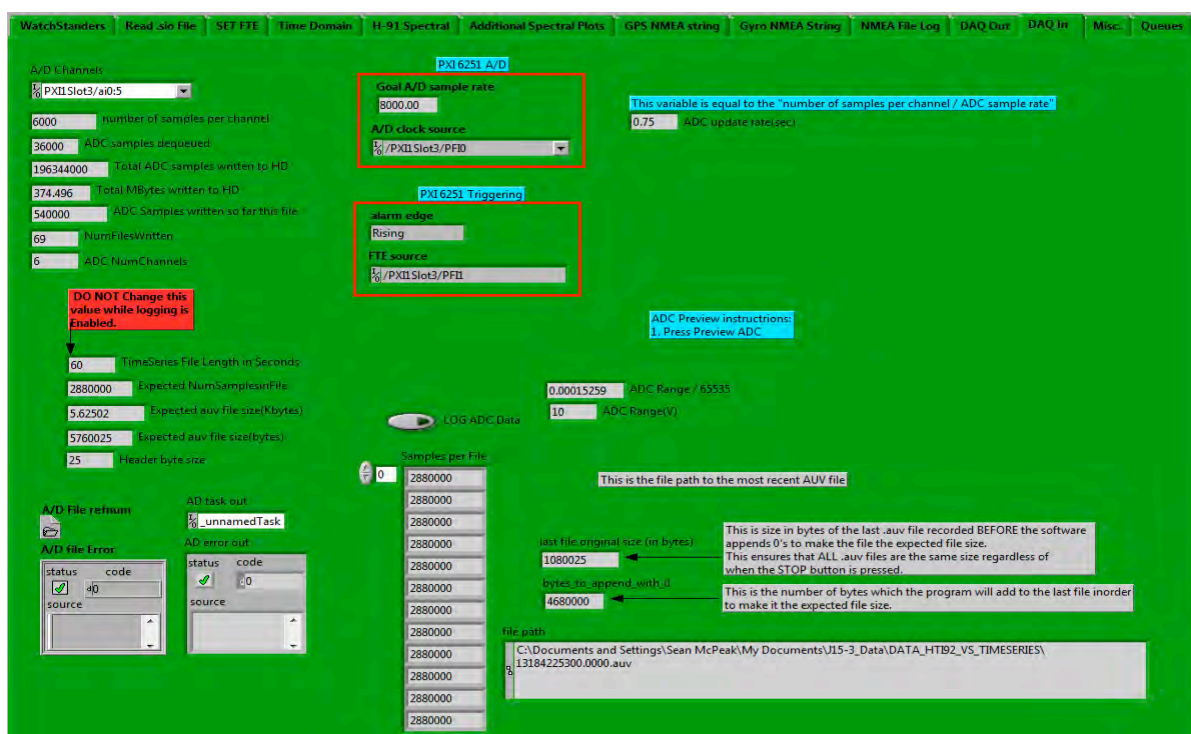 WatchStanders Read .sio File SET FTE Time Domain H-91 Spectral Additional Spectral Plots GPS NMEA string Gyro NMEA String NMEA File Log DAQ Out DAQ In Misc. Queues
A/D Channels
PXI1Slot3/ai0:5
6000 number of samples per channel
36000 ADC samples dequeued
196344000 Total ADC samples written to HD
374.496 Total MBytes written to HD
540000 ADC Samples written so far this file
69 NumFilesWritten
6 ADC NumChannels
PXI 6251 A/D
Goal A/D sample rate
8000.00
A/D clock source
/PXI1Slot3/PFI0
This variable is equal to the "number of samples per channel / ADC sample rate"
0.75 ADC update rate(sec)
PXI 6251 Triggering
alarm edge
Rising
FTE source
/PXI1Slot3/PFI1
DO NOT Change this
value while logging is
Enabled.
60 TimeSeries File Length in Seconds
2880000 Expected NumSamplesinFile
5.62502 Expected auv file size(Kbytes)
5760025 Expected auv file size(bytes)
25 Header byte size
ADC Preview instructrions:
1. Press Preview ADC
0.00015259 ADC Range / 65535
10 ADC Range(V)
LOG ADC Data
Samples per File
0 2880000
2880000
2880000
2880000
2880000
2880000
2880000
2880000
2880000
2880000
2880000
2880000
This is the file path to the most recent AUV file
A/D File refnum
A/D file Error
status code
0
source
AD task out
_unnamedTask
AD error out
status code
0
source
last file original size (in bytes)
1080025
This is size in bytes of the last .auv file recorded BEFORE the software
appends 0's to make the file the expected file size.
This ensures that ALL .auv files are the same size regardless of
when the STOP button is pressed.
bytes_to_append_with_0
4680000
This is the number of bytes which the program will add to the last file inorder
to make it the expected file size.
file path
C:\Documents and Settings\Sean McPeak\My Documents\J15-3_Data\DATA_HTI92_VS_TIMESERIES\
13184225300.0000.auv